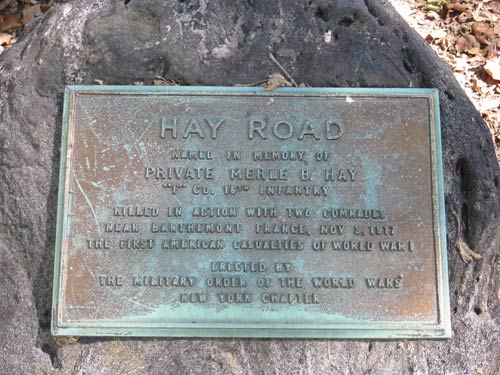 HAY ROAD
NAMED IN MEMORY OF
PRIVATE MERLE B. HAY
"F" CO. 16TH INFANTRY
KILLED IN ACTION WITH TWO COMRADES
NEAR BATHEMONT FRANCE, NOV 3, 1917
THE FIRST AMERICAN CASUALTIES OF WORLD WAR I
ERECTED BY
THE MILITARY ORDER OF THE WORLD WARS
NEW YORK CHAPTER